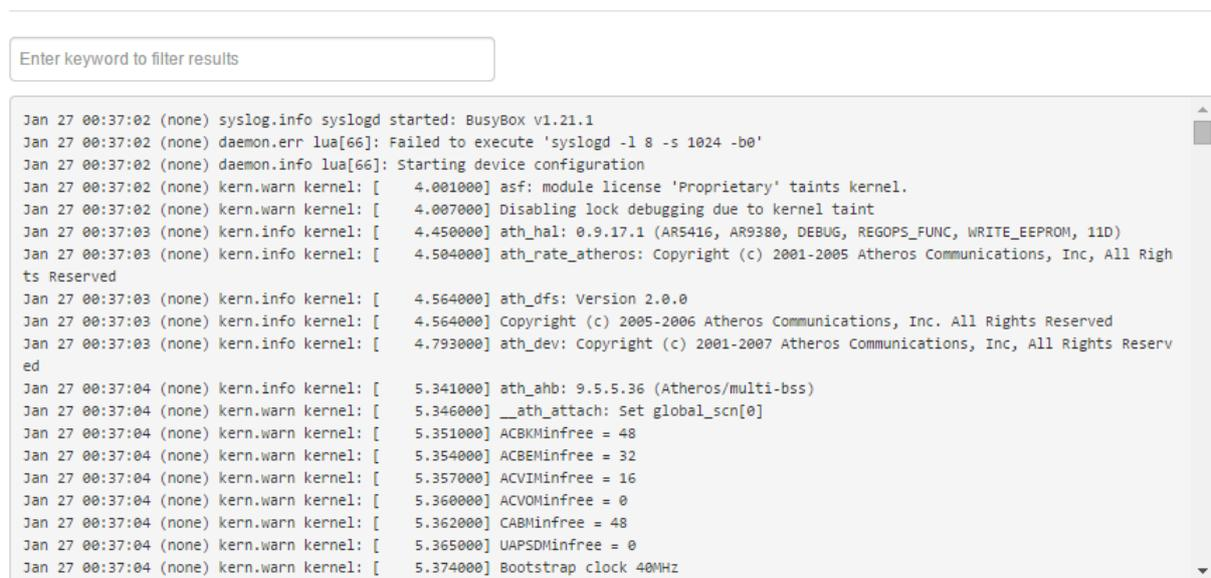 Enter keyword to filter results
Jan 27 00:37:02 (none) syslog.info syslogd started: BusyBox v1.21.1
Jan 27 00:37:02 (none) daemon.err lua[66]: Failed to execute 'syslogd -l 8 -s 1024 -b0'
Jan 27 00:37:02 (none) daemon.info lua[66]: Starting device configuration
Jan 27 00:37:02 (none) kern.warn kernel: [    4.001000] asf: module license 'Proprietary' taints kernel.
Jan 27 00:37:02 (none) kern.warn kernel: [    4.007000] Disabling lock debugging due to kernel taint
Jan 27 00:37:03 (none) kern.warn kernel: [    4.450000] ath_hal: 0.9.17.1 (AR5416, AR9380, DEBUG, REGOPS_FUNC, WRITE_EEPROM, 11D)
Jan 27 00:37:03 (none) kern.warn kernel: [    4.504000] ath_rate_atheros: Copyright (c) 2001-2005 Atheros Communications, Inc, All Righ
ts Reserved
Jan 27 00:37:03 (none) kern.info kernel: [    4.564000] ath_dfs: Version 2.0.0
Jan 27 00:37:03 (none) kern.info kernel: [    4.564000] Copyright (c) 2005-2006 Atheros Communications, Inc. All Rights Reserved
Jan 27 00:37:03 (none) kern.info kernel: [    4.793000] ath_dev: Copyright (c) 2001-2007 Atheros Communications, Inc, All Rights Reserv
ed
Jan 27 00:37:04 (none) kern.info kernel: [    5.341000] ath_ahb: 9.5.5.36 (Atheros/multi-bss)
Jan 27 00:37:04 (none) kern.warn kernel: [    5.346000] __ath_attach: Set global_scn[0]
Jan 27 00:37:04 (none) kern.warn kernel: [    5.351000] ACBKMinfree = 48
Jan 27 00:37:04 (none) kern.warn kernel: [    5.354000] ACBEMinfree = 32
Jan 27 00:37:04 (none) kern.warn kernel: [    5.357000] ACVIMinfree = 16
Jan 27 00:37:04 (none) kern.warn kernel: [    5.360000] ACVOMinfree = 0
Jan 27 00:37:04 (none) kern.warn kernel: [    5.362000] CABMinfree = 48
Jan 27 00:37:04 (none) kern.warn kernel: [    5.365000] UAPSDMinfree = 0
Jan 27 00:37:04 (none) kern.warn kernel: [    5.374000] Bootstrap clock 40MHz